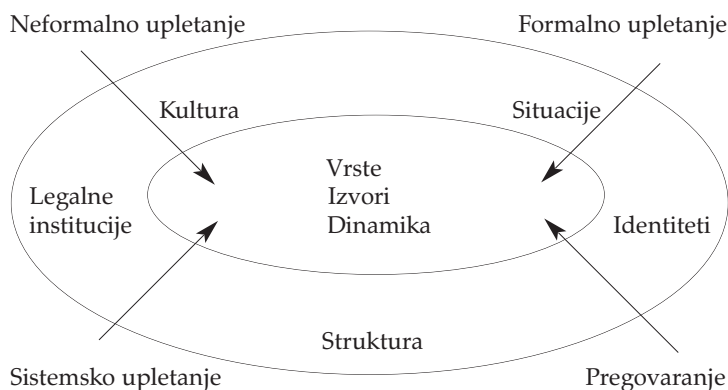 Neformalno upletanje
Formalno upletanje
Kultura
Situacije
Vrste
Izvori
Dinamika
Legalne
institucije
Identiteti
Struktura
Sistemsko upletanje
Pregovaranje